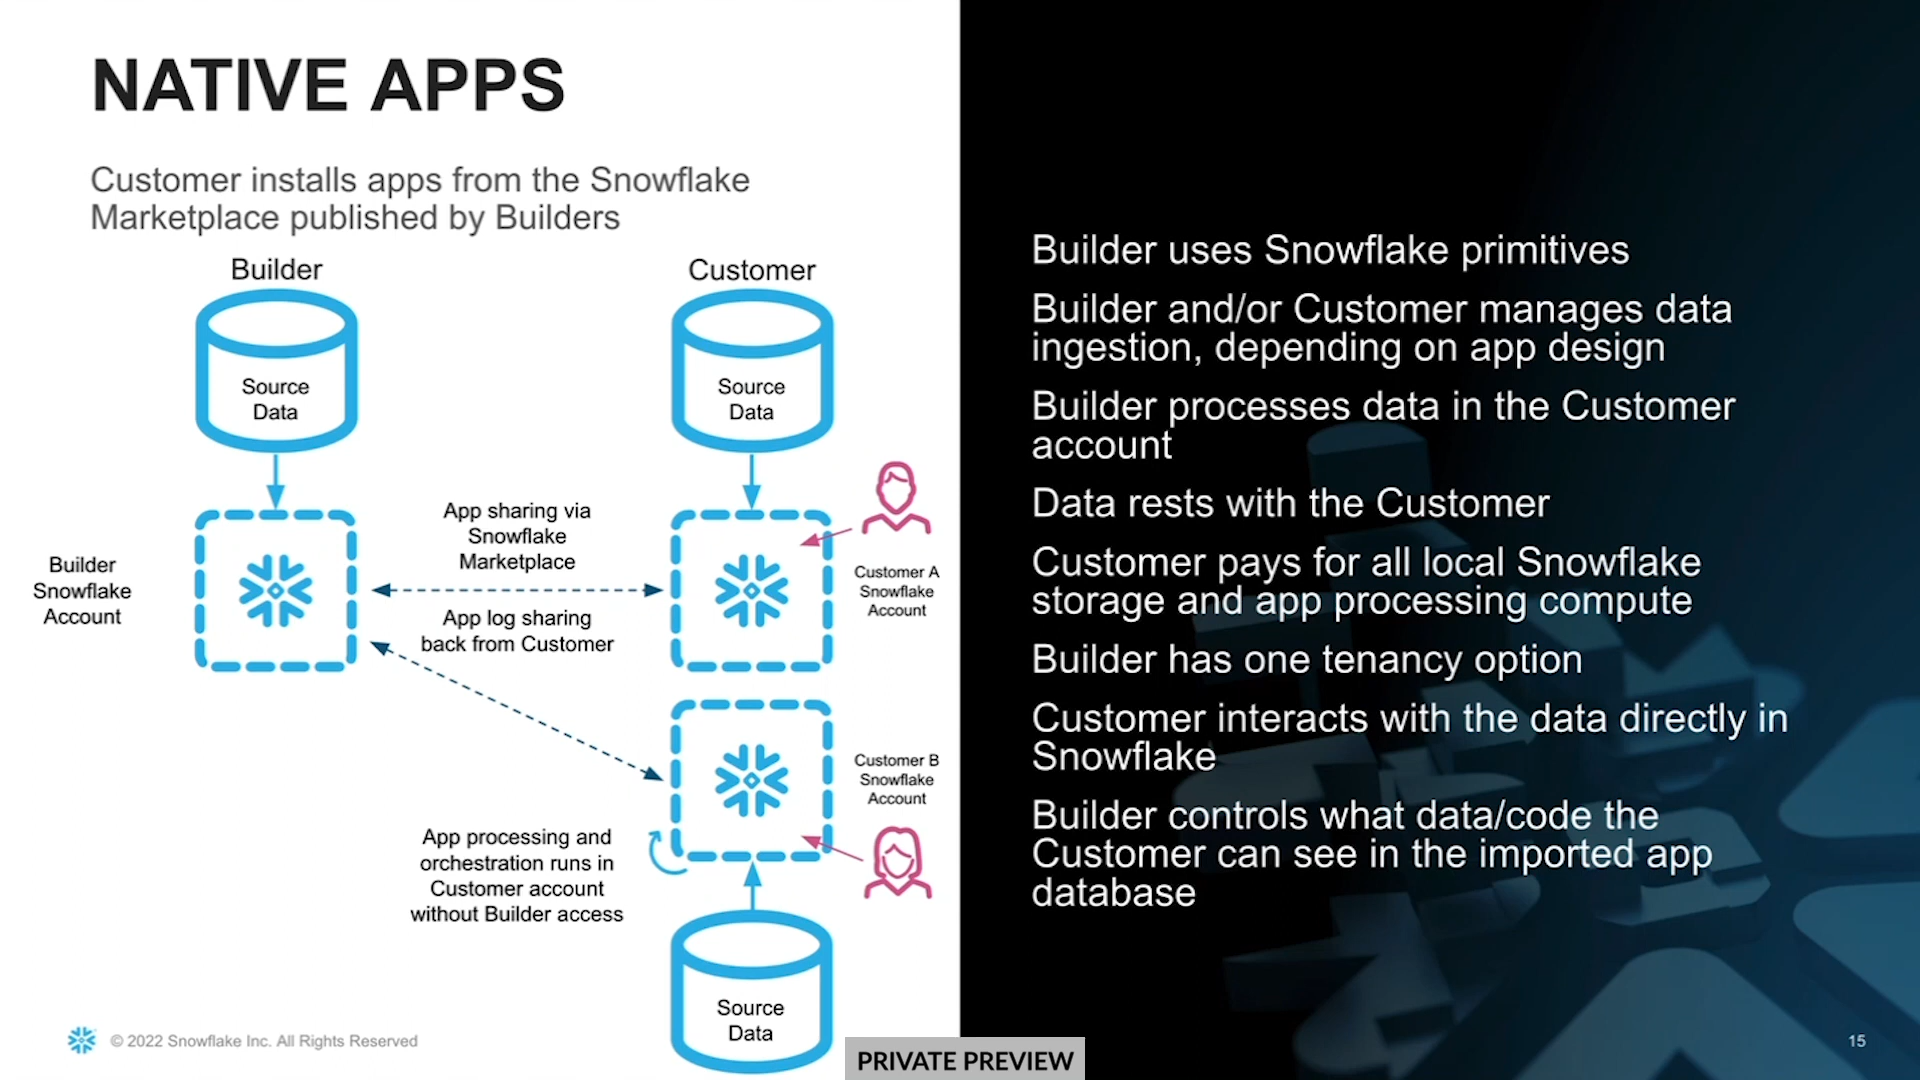 NATIVE APPS
Customer installs apps from the Snowflake
Marketplace published by Builders
Builder
Customer
Source
Data
Source
Data
App sharing via
Snowflake
Marketplace
Builder
Snowflake
Account
Customer A
Snowflake
Account
App log sharing
back from Customer
Customer B
Snowflake
Account
App processing and
orchestration runs in
Customer account
without Builder access
Source
Data
© 2022 Snowflake Inc. All Rights Reserved
Builder uses Snowflake primitives
Builder and/or Customer manages data
ingestion, depending on app design
Builder processes data in the Customer
account
Data rests with the Customer
Customer pays for all local Snowflake
storage and app processing compute
Builder has one tenancy option
Customer interacts with the data directly in
Snowflake
Builder controls what data/code the
Customer can see in the imported app
database
PRIVATE PREVIEW
15